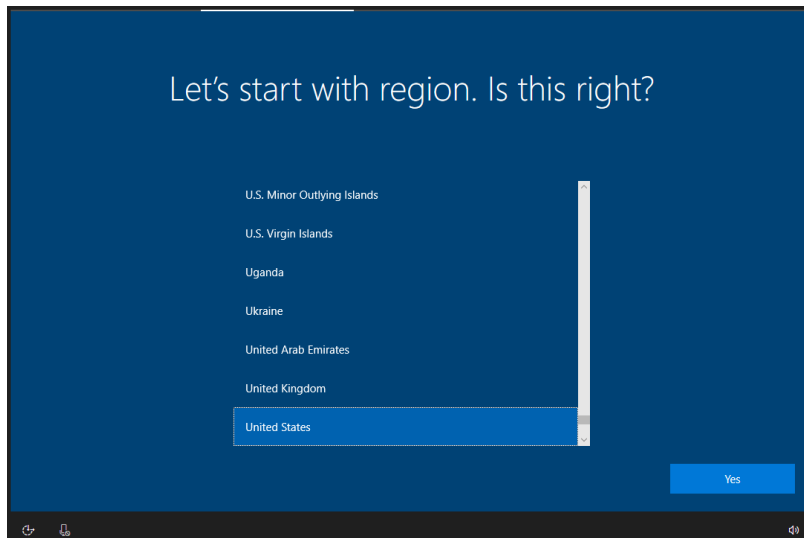 Let's start with region. Is this right?
U.S. Minor Outlying Islands
U.S. Virgin Islands
Uganda
Ukraine
United Arab Emirates
United Kingdom
United States
Yes